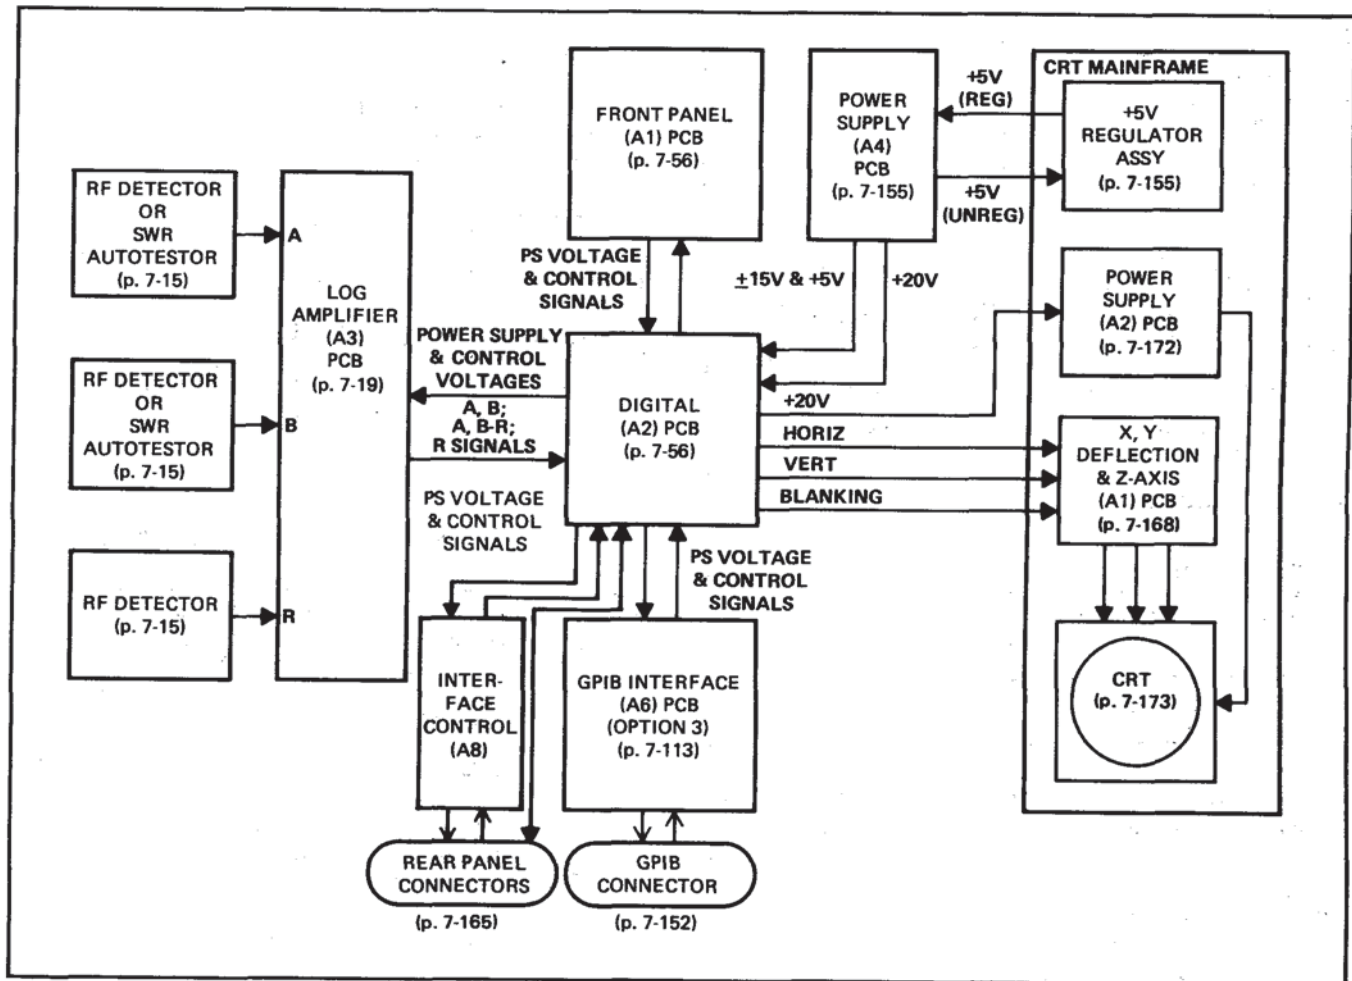 FRONT PANEL
(A1) PCB
(p. 7-56)
POWER
SUPPLY
(A4)
PCB
(p. 7-155)
+5V
(REG)
+5V
(UNREG)
CRT MAINFRAME
+5V
REGULATOR
ASSY
(p. 7-155)
RF DETECTOR
OR
SWR
AUTOTESTOR
(p. 7-15)
A
LOG
AMPLIFIER
(A3)
PCB
(p. 7-19)
PS VOLTAGE
& CONTROL
SIGNALS
±15V & +5V
+20V
POWER
SUPPLY
(A2) PCB
(p. 7-172)
POWER SUPPLY
& CONTROL
VOLTAGES
A, B;
A, B-R;
R SIGNALS
RF DETECTOR
OR
SWR
AUTOTESTOR
(p. 7-15)
B
DIGITAL
(A2) PCB
(p. 7-56)
+20V
HORIZ
VERT
BLANKING
X, Y
DEFLECTION
& Z-AXIS
(A1) PCB
(p. 7-168)
PS VOLTAGE
& CONTROL
SIGNALS
PS VOLTAGE
& CONTROL
SIGNALS
RF DETECTOR
(p. 7-15)
R
INTER-
FACE
CONTROL
(A8)
GPIB INTERFACE
(A6) PCB
(OPTION 3)
(p. 7-113)
CRT
(p. 7-173)
REAR PANEL
CONNECTORS
(p. 7-165)
GPIB
CONNECTOR
(p. 7-152)